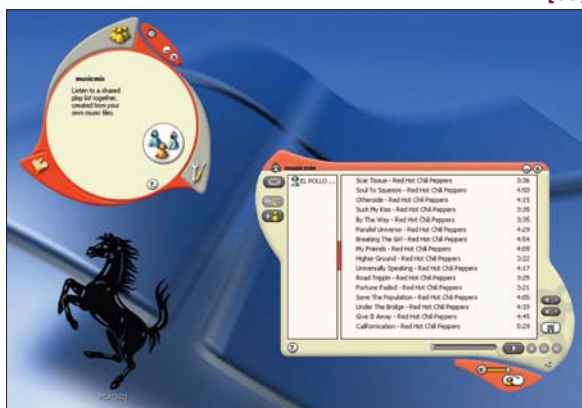 musicmix
Listen to a shared
play list together,
created from your
own music files.
musicmix
EL POLLO ...
Scar Tissue - Red Hot Chili Peppers 3:36
Soul To Squeeze - Red Hot Chili Peppers 4:50
Otherside - Red Hot Chili Peppers 4:15
Suck My Kiss - Red Hot Chili Peppers 3:35
By The Way - Red Hot Chili Peppers 3:35
Parallel Universe - Red Hot Chili Peppers 4:29
Breaking The Girl - Red Hot Chili Peppers 4:54
My Friends - Red Hot Chili Peppers 4:09
Higher Ground - Red Hot Chili Peppers 3:22
Universally Speaking - Red Hot Chili Peppers 4:17
Road Trippin - Red Hot Chili Peppers 3:25
Fortune Faded - Red Hot Chili Peppers 3:21
Save The Population - Red Hot Chili Peppers 4:05
Under The Bridge - Red Hot Chili Peppers 4:33
Give It Away - Red Hot Chili Peppers 4:45
Californication - Red Hot Chili Peppers 5:29